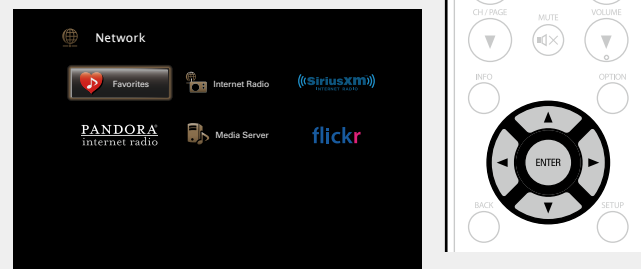 Network
Favorites
Internet Radio
((SiriusXM))
INTERNET RADIO
PANDORA®
internet radio
Media Server
flickr
CH / PAGE
MUTE
VOLUME
INFO
OPTION
ENTER
BACK
SETUP